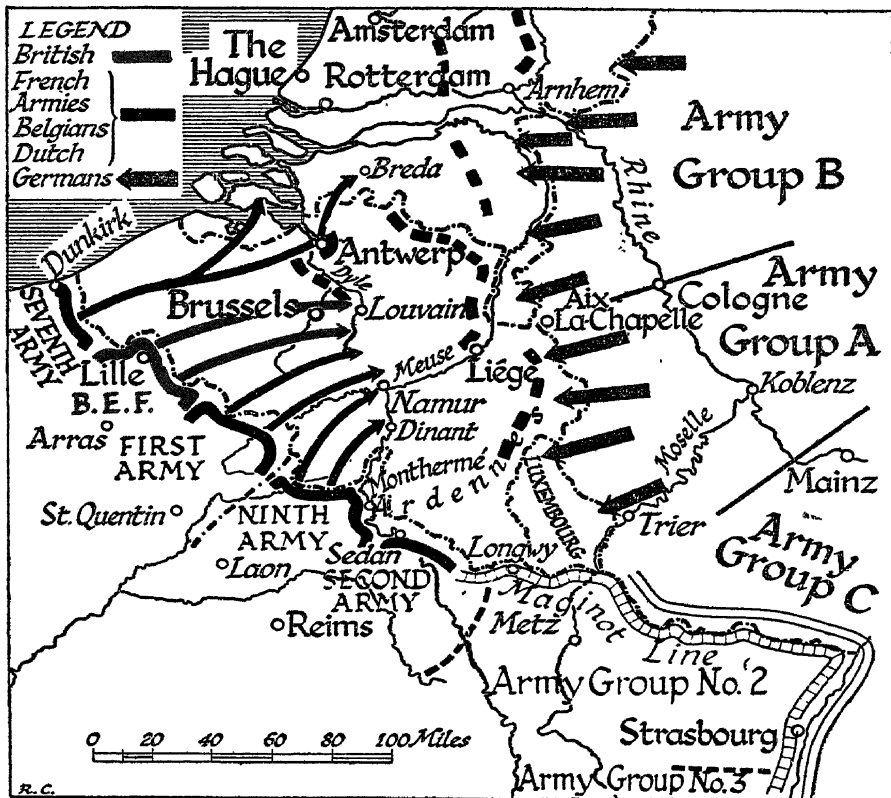 LEGEND
British
French
Armies
Belgians
Dutch
Germans
The
Hague
Amsterdam
Rotterdam
Arnhem
Army
Group B
Rhine
Breda
Dunkirk
Antwerp
Dyle
Army
Group A
Cologne
Brussels
Louvain
Aix
La-Chapelle
SEVENTH
ARMY
Lille
B.E.F.
Meuse
Liége
Koblenz
Namur
Arras
Dinant
FIRST
ARMY
Moselle
Monthermé
Ardennes
LUXEMBOURG
Mainz
St. Quentin
NINTH
ARMY
Trier
Army
Group C
Sedan
Longwy
Laon
SECOND
ARMY
Maginot
Line
Metz
Reims
Army Group No. 2
Strasbourg
0 20 40 60 80 100 Miles
Army Group No. 3
R.C.